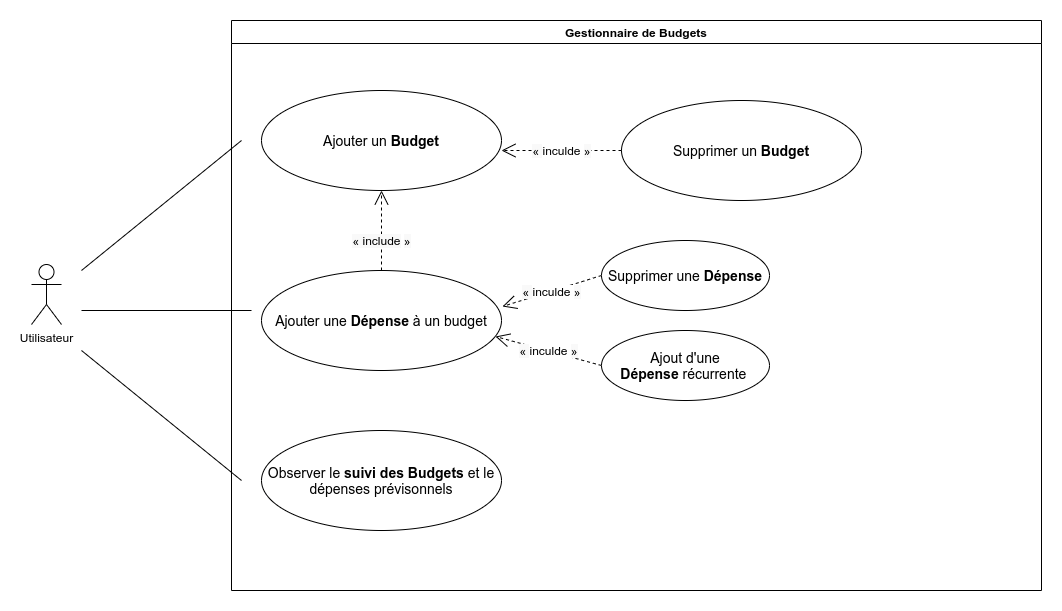 Gestionnaire de Budgets
Ajouter un Budget
« inculde »
Supprimer un Budget
« include »
Supprimer une Dépense
« inculde »
Ajouter une Dépense à un budget
Utilisateur
« inculde »
Ajout d'une
Dépense récurrente
Observer le suivi des Budgets et le
dépenses prévisonnels